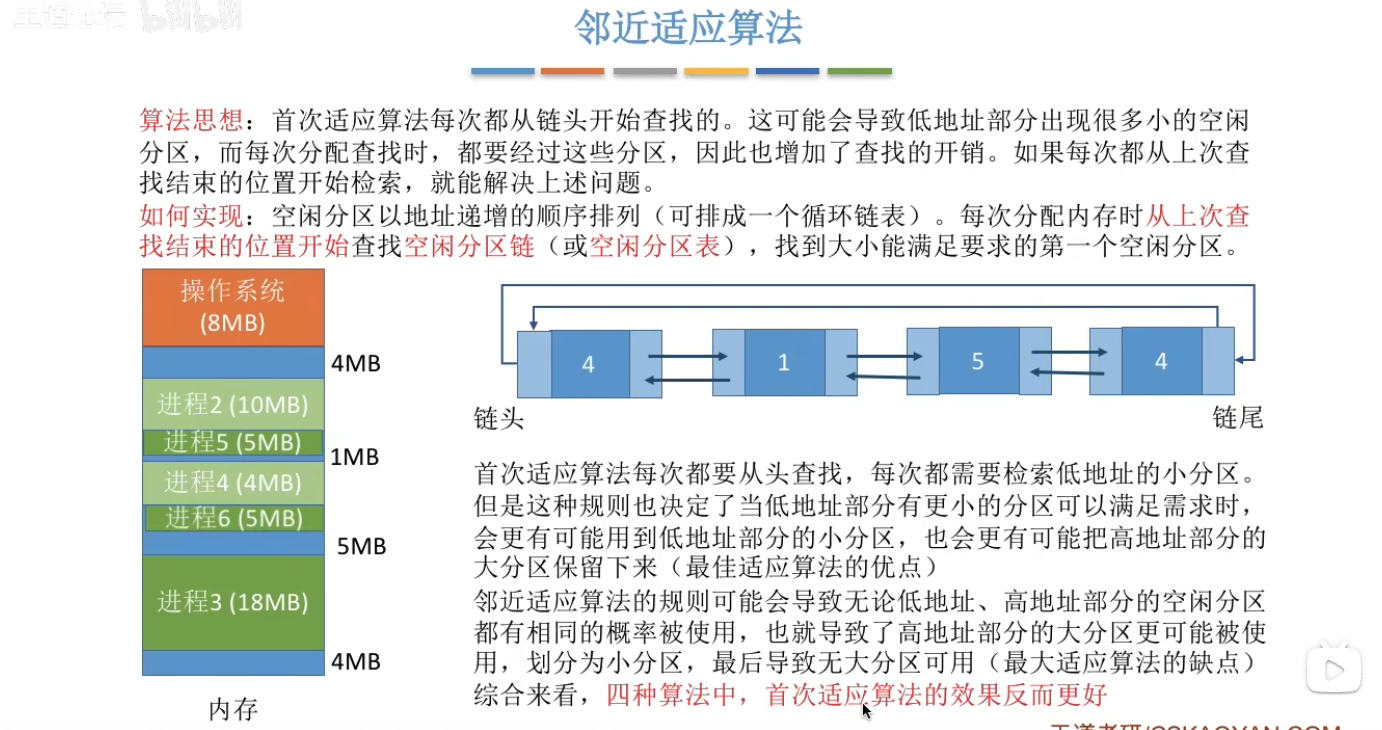 王道论坛 bilibili
邻近适应算法
算法思想：首次适应算法每次都从链头开始查找的。这可能会导致低地址部分出现很多小的空闲
分区，而每次分配查找时，都要经过这些分区，因此也增加了查找的开销。如果每次都从上次查
找结束的位置开始检索，就能解决上述问题。
如何实现：空闲分区以地址递增的顺序排列（可排成一个循环链表）。每次分配内存时从上次查
找结束的位置开始查找空闲分区链（或空闲分区表），找到大小能满足要求的第一个空闲分区。
操作系统
(8MB)
4MB
进程2 (10MB)
进程5 (5MB)
1MB
进程4 (4MB)
进程6 (5MB)
5MB
进程3 (18MB)
4MB
内存
4
1
5
4
链头
链尾
首次适应算法每次都要从头查找，每次都需要检索低地址的小分区。
但是这种规则也决定了当低地址部分有更小的分区可以满足需求时，
会更有可能用到低地址部分的小分区，也会更有可能把高地址部分的
大分区保留下来（最佳适应算法的优点）
邻近适应算法的规则可能会导致无论低地址、高地址部分的空闲分区
都有相同的概率被使用，也就导致了高地址部分的大分区更可能被使
用，划分为小分区，最后导致无大分区可用（最大适应算法的缺点）
综合来看，四种算法中，首次适应算法的效果反而更好
王道考研/CSKAOYAN.COM